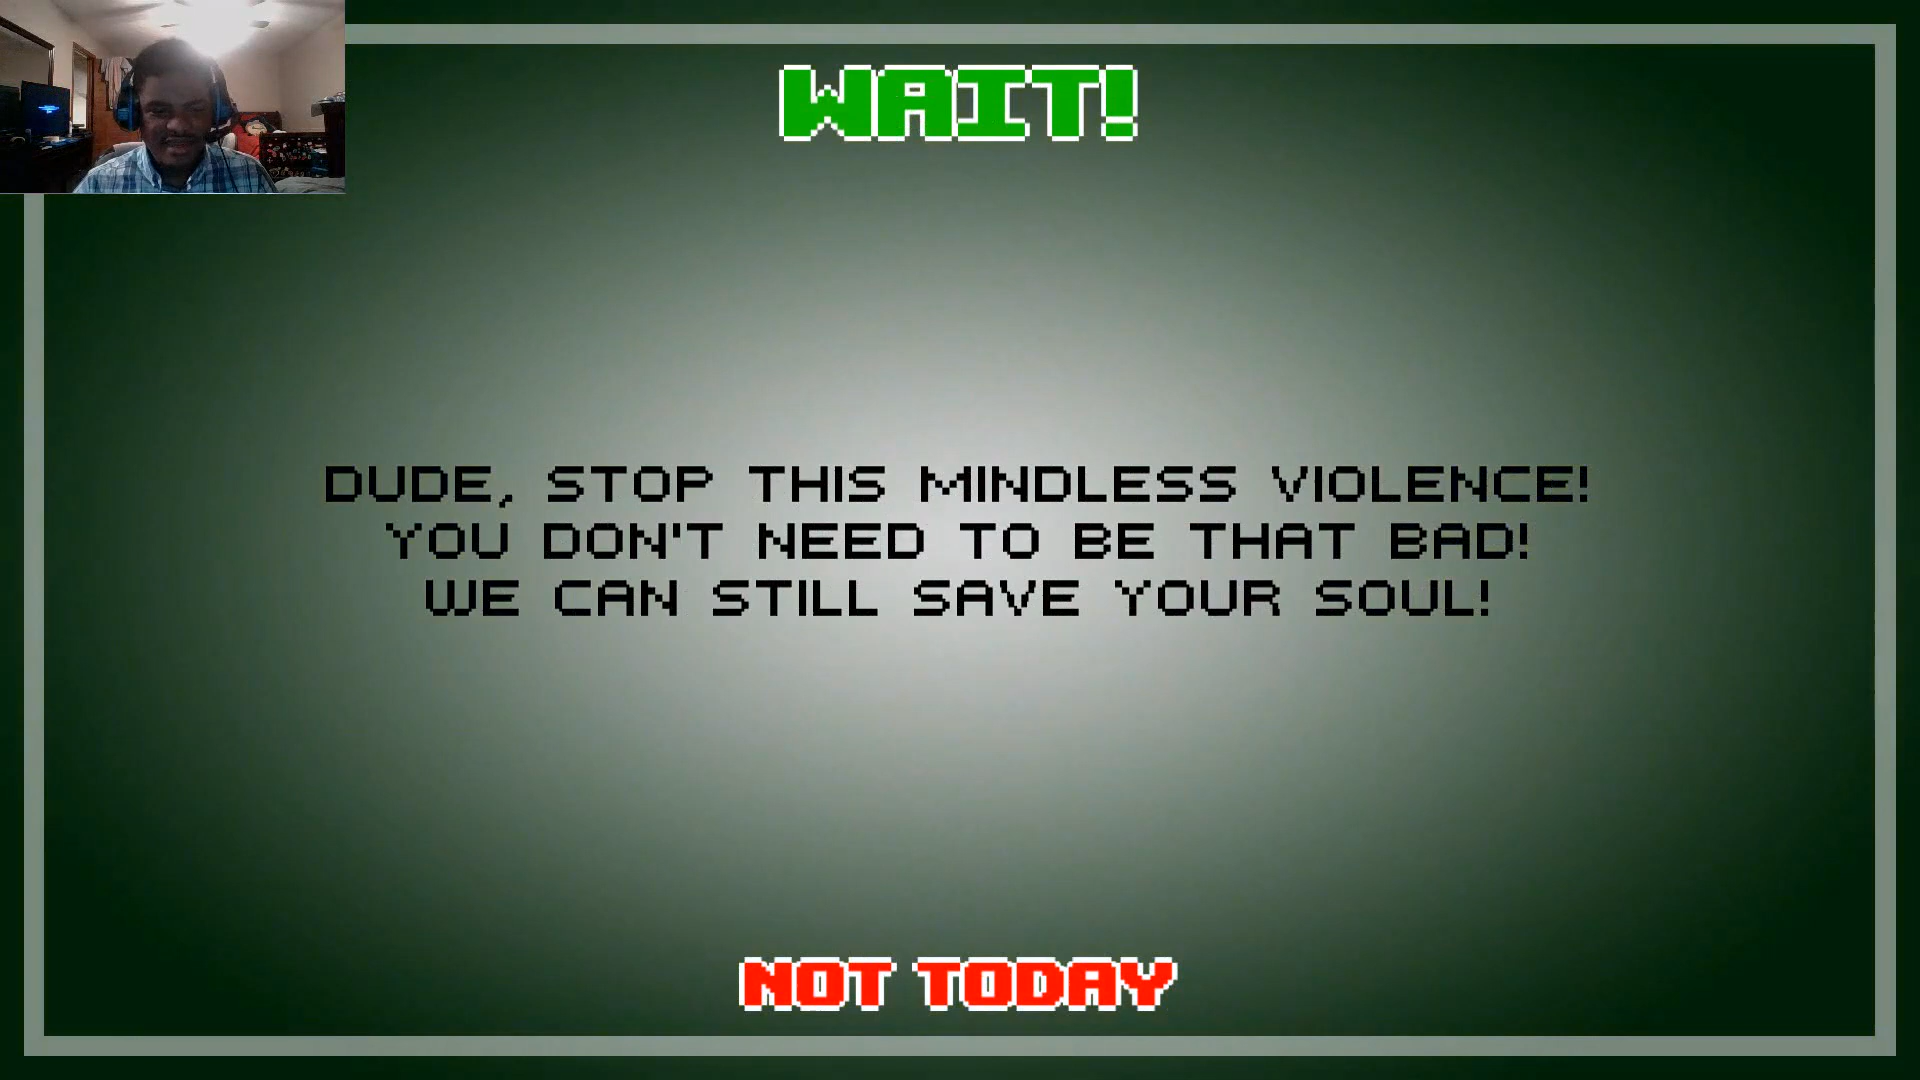 WAIT!
DUDE, STOP THIS MINDLESS VIOLENCE!
YOU DON'T NEED TO BE THAT BAD!
WE CAN STILL SAVE YOUR SOUL!
NOT TODAY